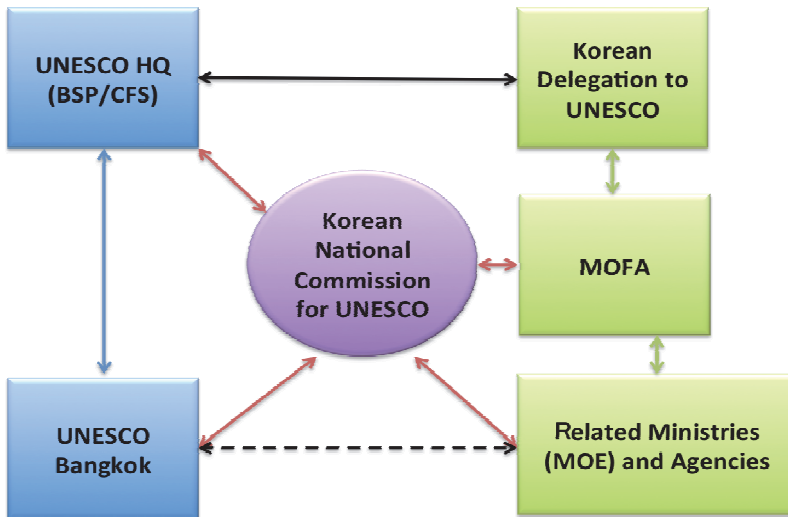 UNESCO HQ
(BSP/CFS)
Korean
Delegation to
UNESCO
Korean
National
Commission
for UNESCO
MOFA
UNESCO
Bangkok
Related Ministries
(MOE) and Agencies